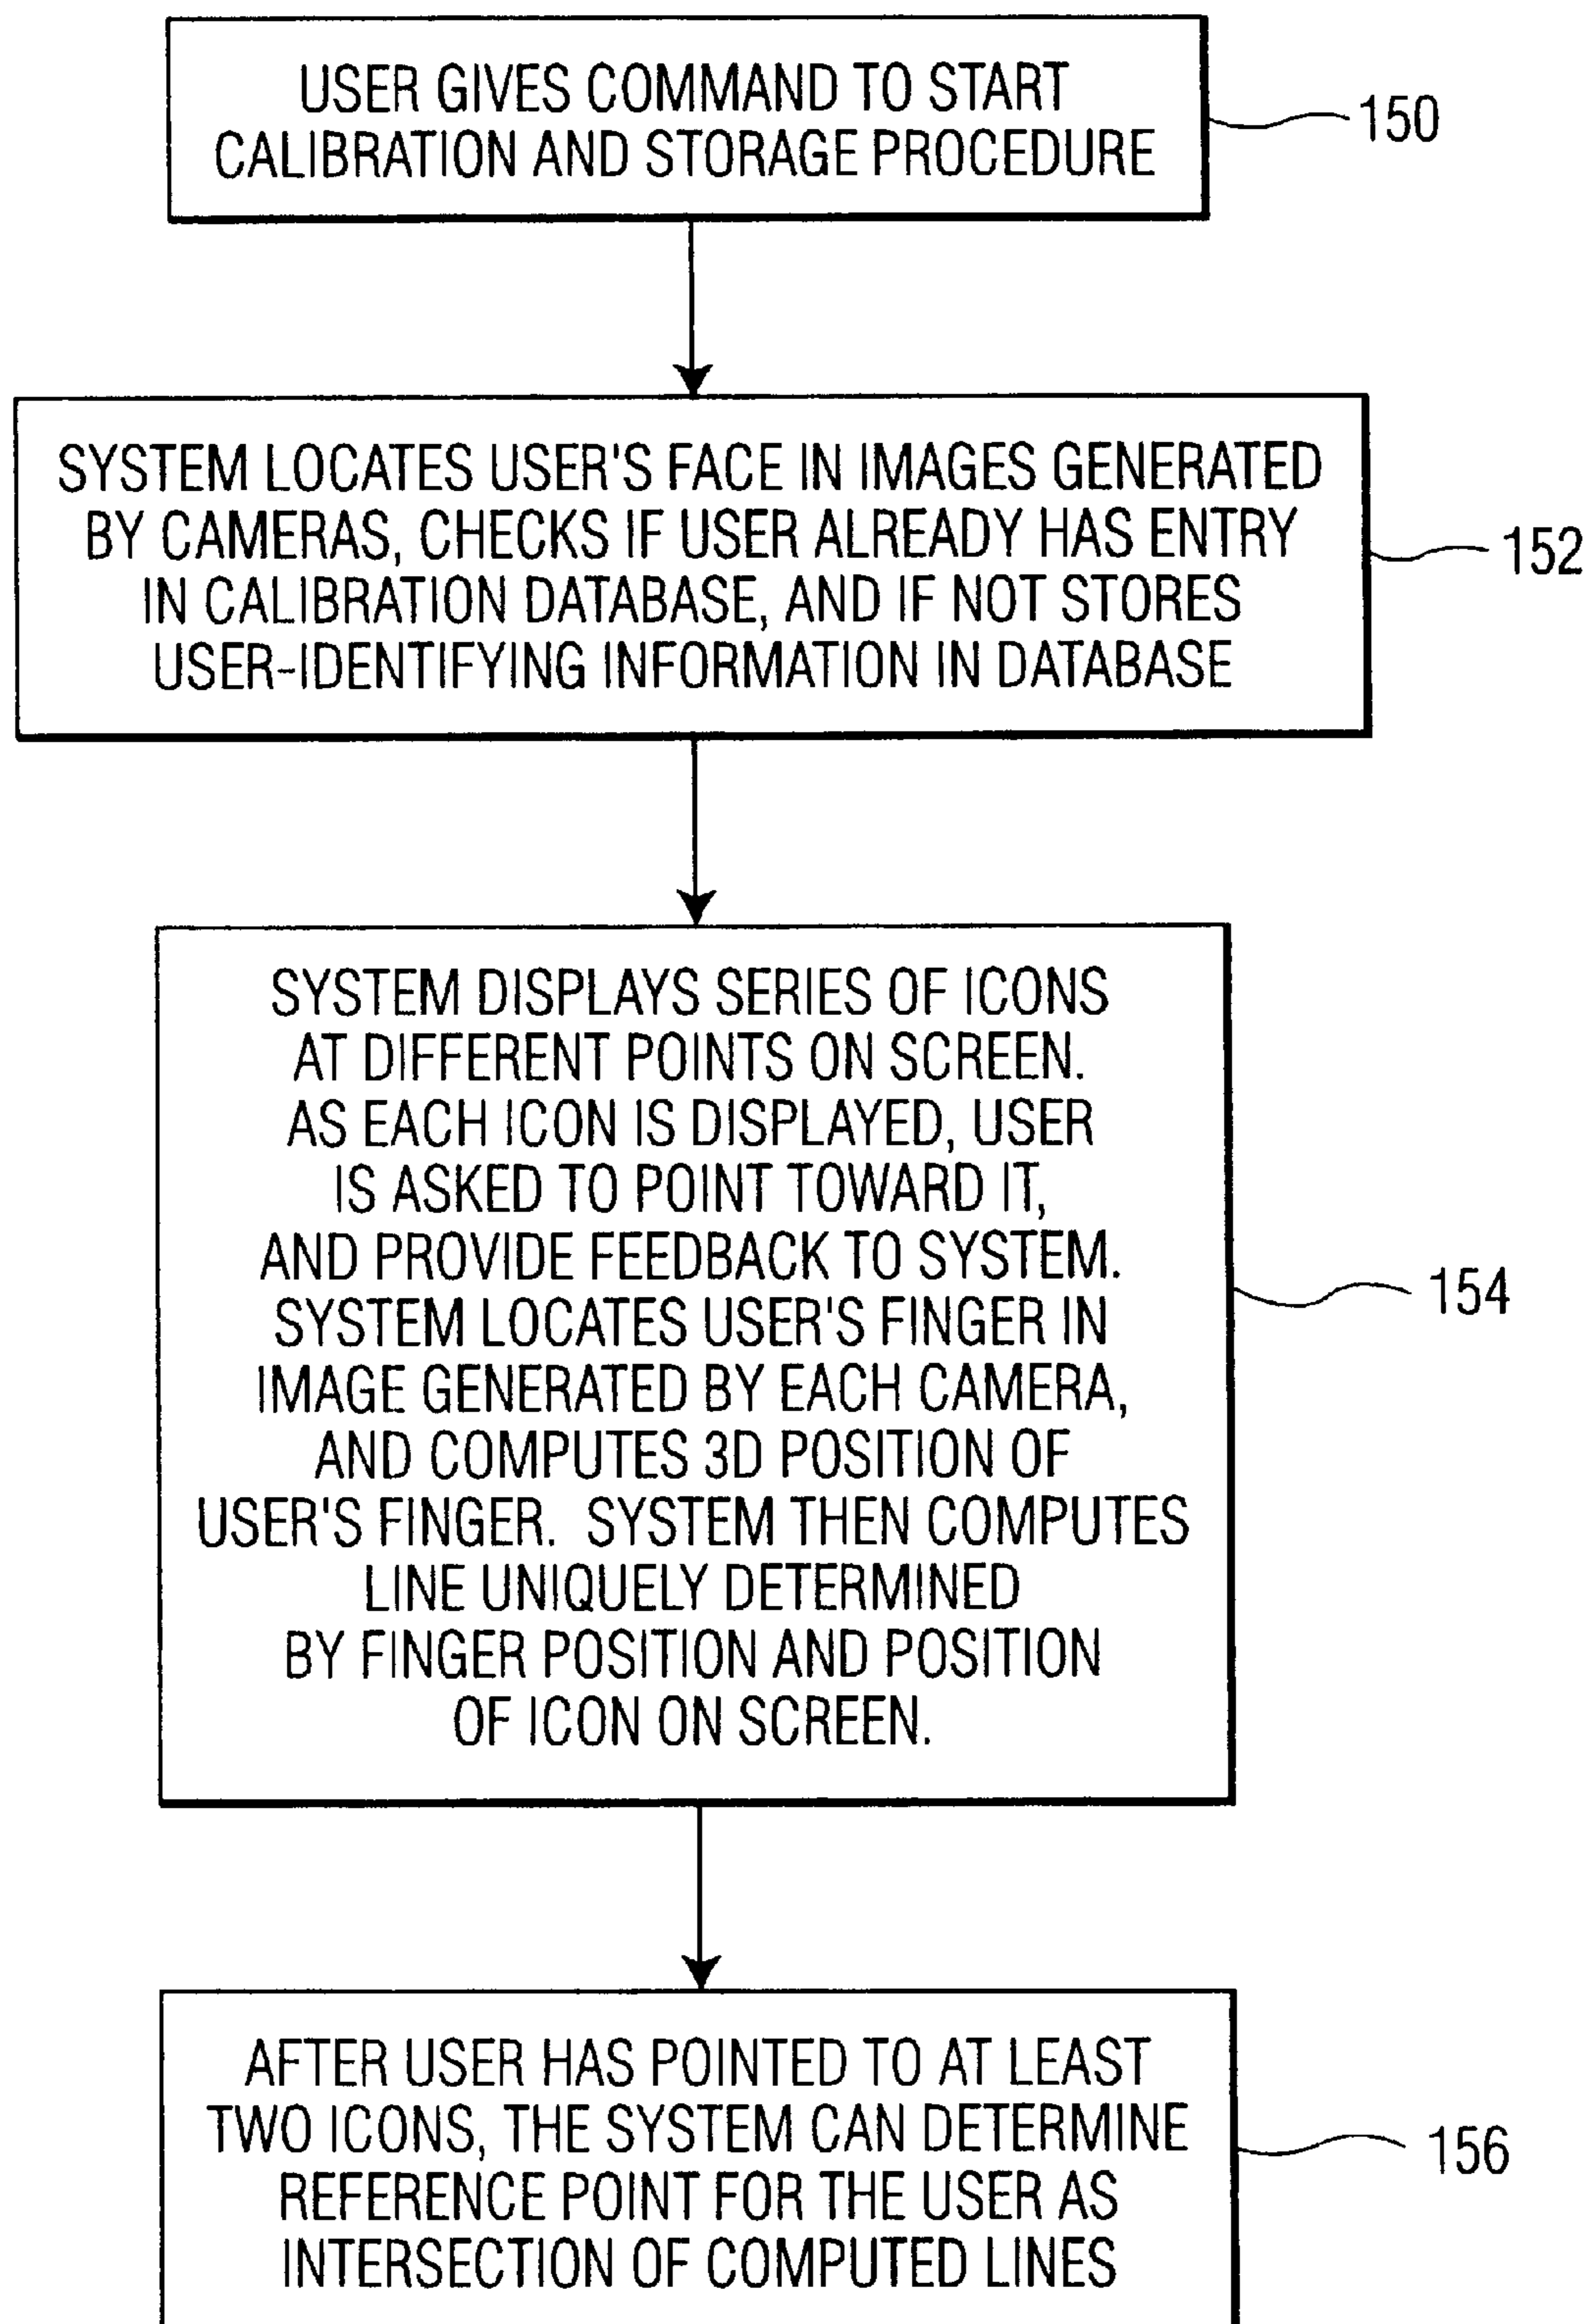 USER GIVES COMMAND TO START
CALIBRATION AND STORAGE PROCEDURE
150
SYSTEM LOCATES USER'S FACE IN IMAGES GENERATED
BY CAMERAS, CHECKS IF USER ALREADY HAS ENTRY
IN CALIBRATION DATABASE, AND IF NOT STORES
USER-IDENTIFYING INFORMATION IN DATABASE
152
SYSTEM DISPLAYS SERIES OF ICONS
AT DIFFERENT POINTS ON SCREEN.
AS EACH ICON IS DISPLAYED, USER
IS ASKED TO POINT TOWARD IT,
AND PROVIDE FEEDBACK TO SYSTEM.
SYSTEM LOCATES USER'S FINGER IN
IMAGE GENERATED BY EACH CAMERA,
AND COMPUTES 3D POSITION OF
USER'S FINGER. SYSTEM THEN COMPUTES
LINE UNIQUELY DETERMINED
BY FINGER POSITION AND POSITION
OF ICON ON SCREEN.
154
AFTER USER HAS POINTED TO AT LEAST
TWO ICONS, THE SYSTEM CAN DETERMINE
REFERENCE POINT FOR THE USER AS
INTERSECTION OF COMPUTED LINES
156